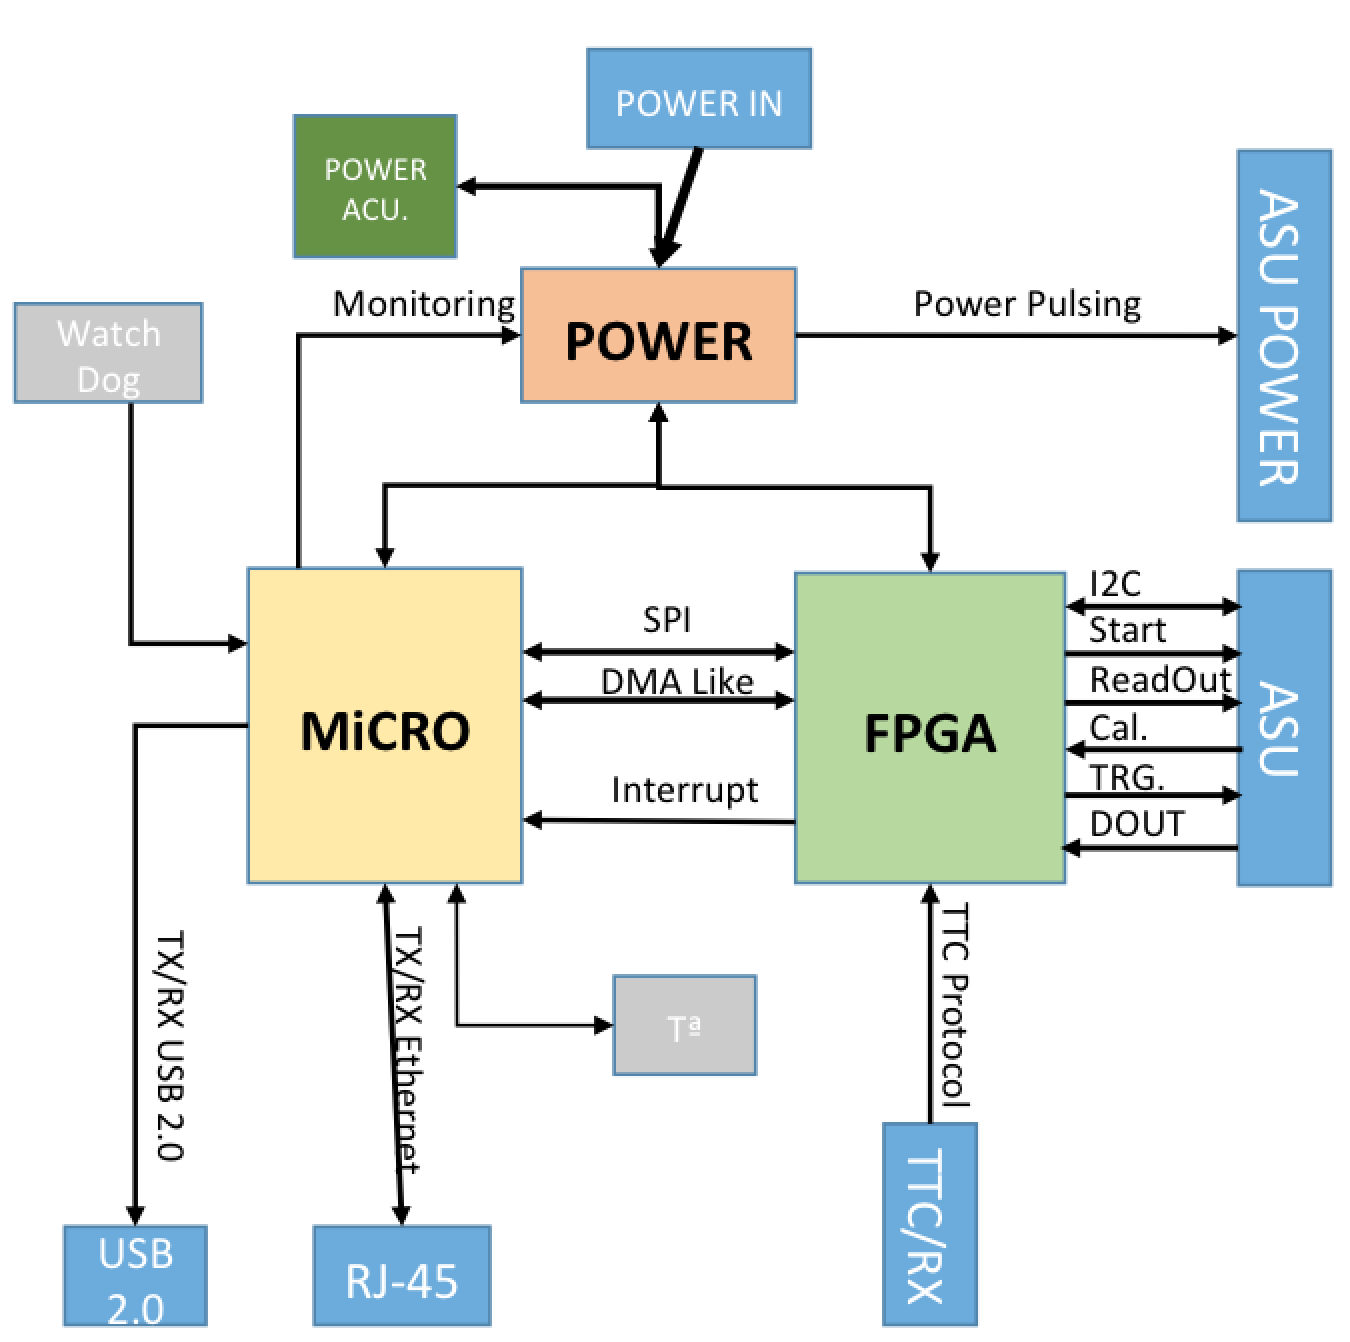 POWER IN
POWER
ACU.
ASU POWER
Monitoring
Power Pulsing
Watch
Dog
POWER
I2C
Start
ReadOut
Cal.
TRG.
DOUT
ASU
SPI
DMA Like
Interrupt
MiCRO
FPGA
TX/RX USB 2.0
TX/RX Ethernet
Tª
TTC Protocol
USB
2.0
RJ-45
TTC/RX